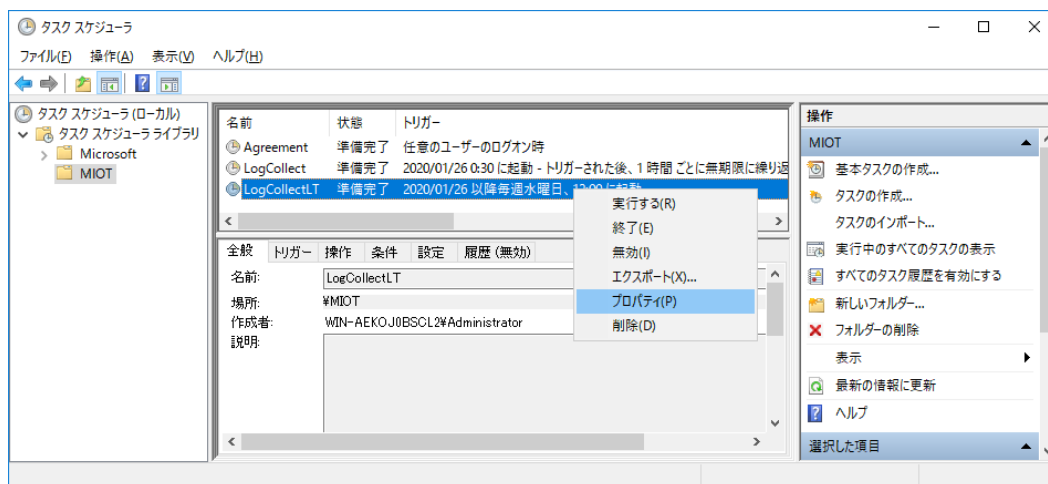 タスク スケジューラ
ファイル(F) 操作(A) 表示(V) ヘルプ(H)
タスク スケジューラ (ローカル)
タスク スケジューラ ライブラリ
Microsoft
MIOT
名前 状態 トリガー
Agreement 準備完了 任意のユーザーのログオン時
LogCollect 準備完了 2020/01/26 0:30 に起動 - トリガーされた後、1 時間 ごとに無期限に繰り返
LogCollectLT 準備完了 2020/01/26 以降毎週水曜日、12:00 に起動
実行する(R)
終了(E)
無効(I)
エクスポート(X)...
プロパティ(P)
削除(D)
全般 トリガー 操作 条件 設定 履歴 (無効)
名前: LogCollectLT
場所: ¥MIOT
作成者: WIN-AEKOJ0BSCL2¥Administrator
説明:
操作
MIOT
基本タスクの作成...
タスクの作成...
タスクのインポート...
実行中のすべてのタスクの表示
すべてのタスク履歴を有効にする
新しいフォルダー...
フォルダーの削除
表示
最新の情報に更新
ヘルプ
選択した項目